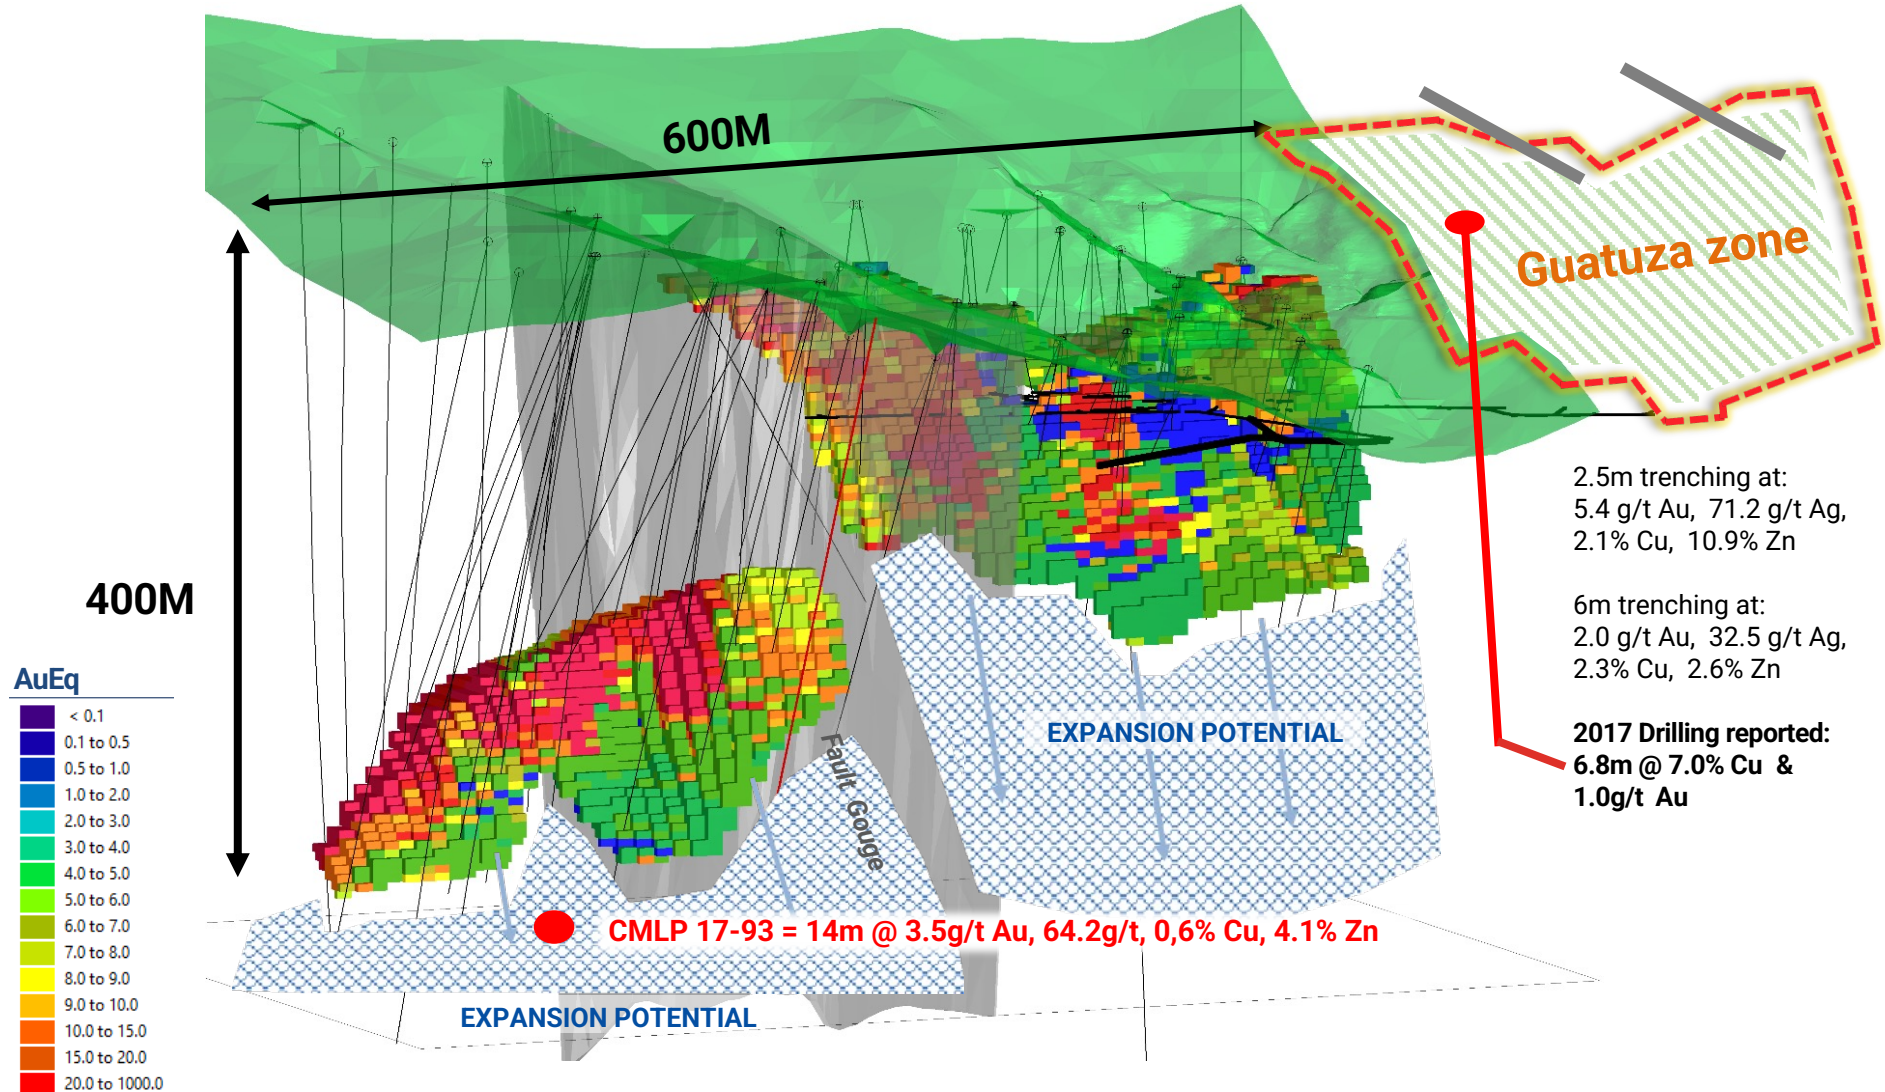 600M
Guatuza zone
400M
2.5m trenching at:
5.4 g/t Au, 71.2 g/t Ag,
2.1% Cu, 10.9% Zn
6m trenching at:
2.0 g/t Au, 32.5 g/t Ag,
2.3% Cu, 2.6% Zn
2017 Drilling reported:
6.8m @ 7.0% Cu &
1.0g/t Au
EXPANSION POTENTIAL
Fault Gouge
CMLP 17-93 = 14m @ 3.5g/t Au, 64.2g/t, 0,6% Cu, 4.1% Zn
EXPANSION POTENTIAL
AuEq
< 0.1
0.1 to 0.5
0.5 to 1.0
1.0 to 2.0
2.0 to 3.0
3.0 to 4.0
4.0 to 5.0
5.0 to 6.0
6.0 to 7.0
7.0 to 8.0
8.0 to 9.0
9.0 to 10.0
10.0 to 15.0
15.0 to 20.0
20.0 to 1000.0